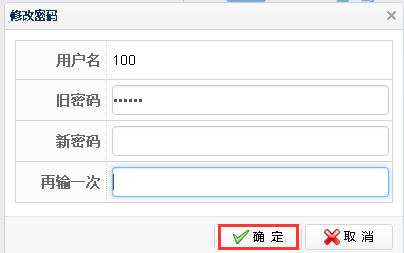 修改密码
用户名 100
旧密码 ••••••
新密码
再输一次
确 定 取 消